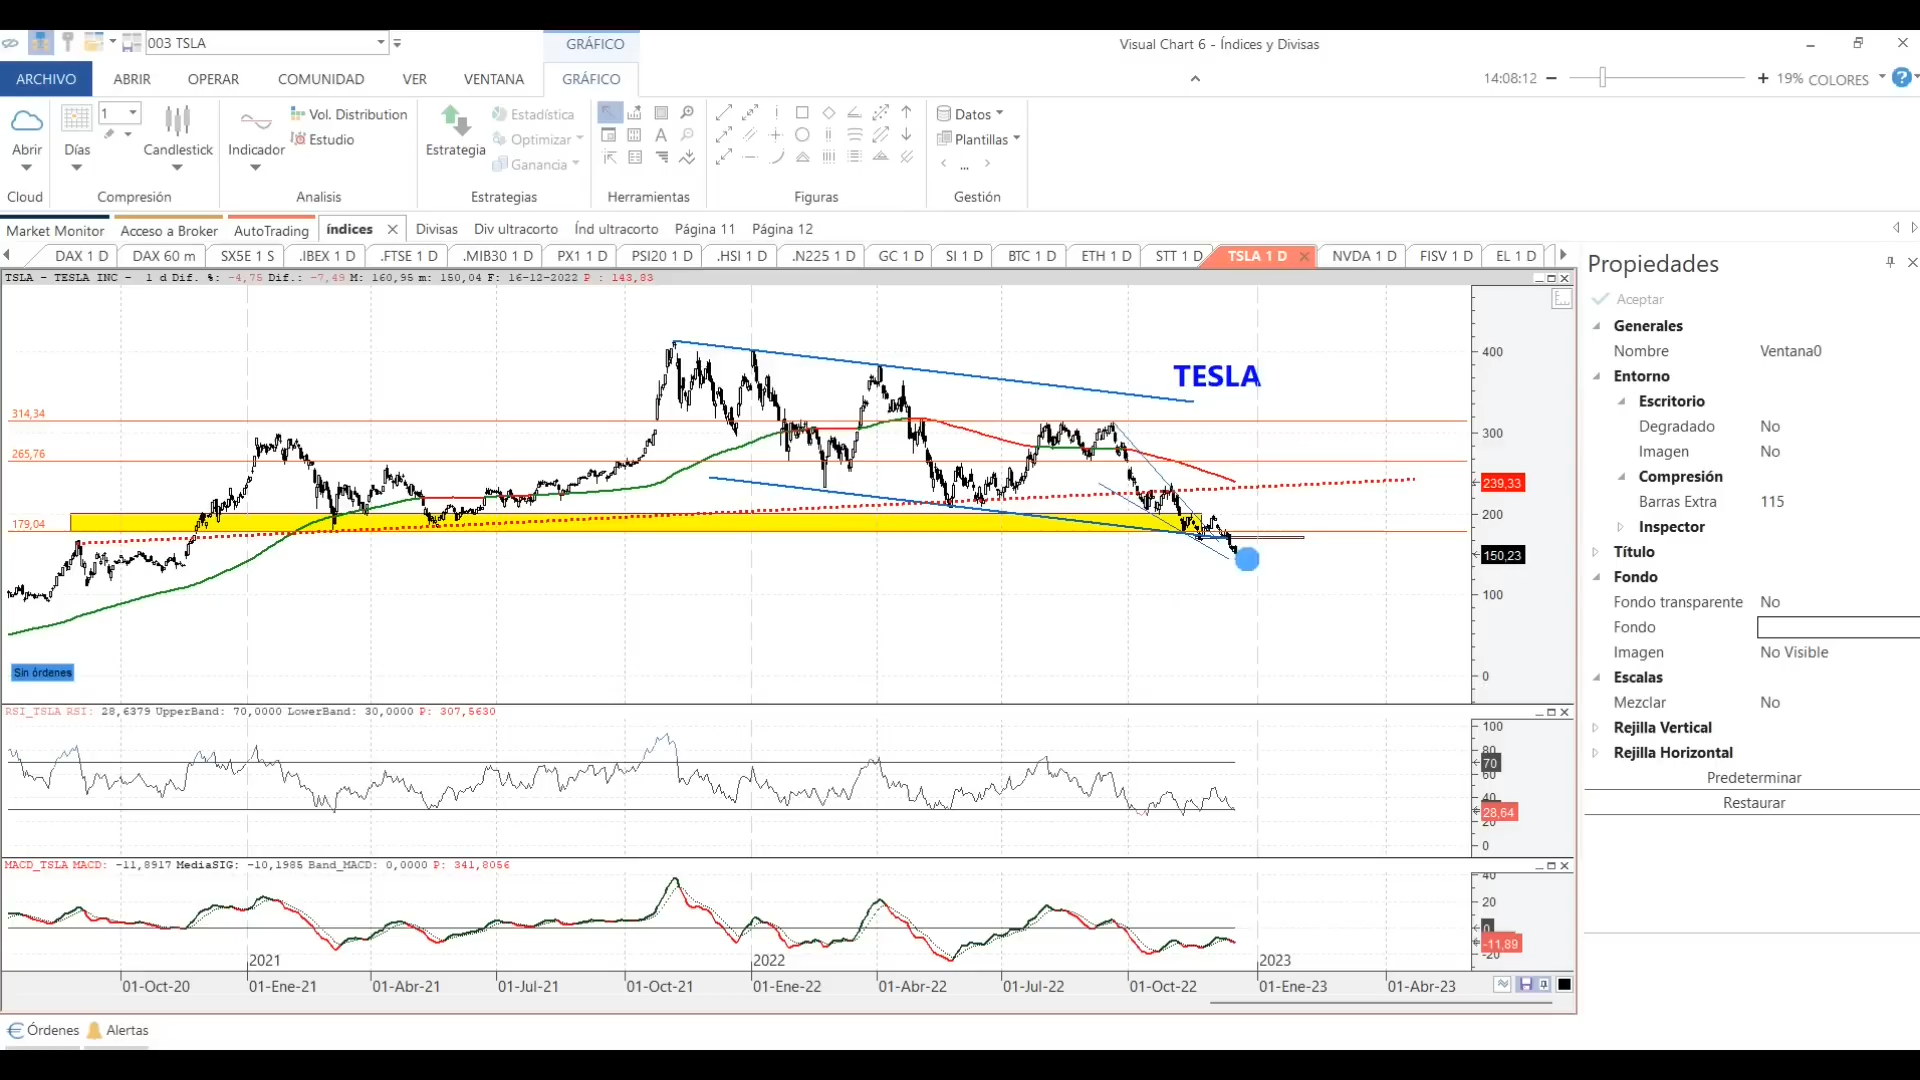 003 TSLA
GRÁFICO
Visual Chart 6 - Índices y Divisas
ARCHIVO
ABRIR
OPERAR
COMUNIDAD
VER
VENTANA
GRÁFICO
14:08:12
19%
COLORES
1
Vol. Distribution
Estudio
Abrir
Días
Candlestick
Indicador
Estrategia
Estadística
Optimizar
Ganancia
Datos
Plantillas
...
Cloud
Compresión
Analisis
Estrategias
Herramientas
Figuras
Gestión
Market Monitor
Acceso a Broker
AutoTrading
índices
Divisas
Div ultracorto
Índ ultracorto
Página 11
Página 12
DAX 1 D
DAX 60 m
SX5E 1 S
.IBEX 1 D
.FTSE 1 D
.MIB30 1 D
PX1 1 D
PSI20 1 D
.HSI 1 D
.N225 1 D
GC 1 D
SI 1 D
BTC 1 D
ETH 1 D
STT 1 D
TSLA 1 D
NVDA 1 D
FISV 1 D
EL 1 D
TSLA - TESLA INC - 1 d Dif. %: -4,75 Dif.: -7,49 M: 160,95 m: 150,04 F: 16-12-2022 P : 143,83
TESLA
314,34
265,76
179,04
400
300
239,33
200
150,23
100
0
Sin órdenes
RSI_TSLA RSI: 28,6379 UpperBand: 70,0000 LowerBand: 30,0000 P: 307,5630
100
80
70
60
40
28,64
20
0
MACD_TSLA MACD: -11,8917 MediaSIG: -10,1985 Band_MACD: 0,0000 P: 341,8056
40
20
0
-11,89
-20
2021
2022
2023
01-Oct-20
01-Ene-21
01-Abr-21
01-Jul-21
01-Oct-21
01-Ene-22
01-Abr-22
01-Jul-22
01-Oct-22
01-Ene-23
01-Abr-23
Propiedades
Aceptar
Generales
Nombre Ventana0
Entorno
Escritorio
Degradado No
Imagen No
Compresión
Barras Extra 115
Inspector
Título
Fondo
Fondo transparente No
Fondo
Imagen No Visible
Escalas
Mezclar No
Rejilla Vertical
Rejilla Horizontal
Predeterminar
Restaurar
Órdenes
Alertas